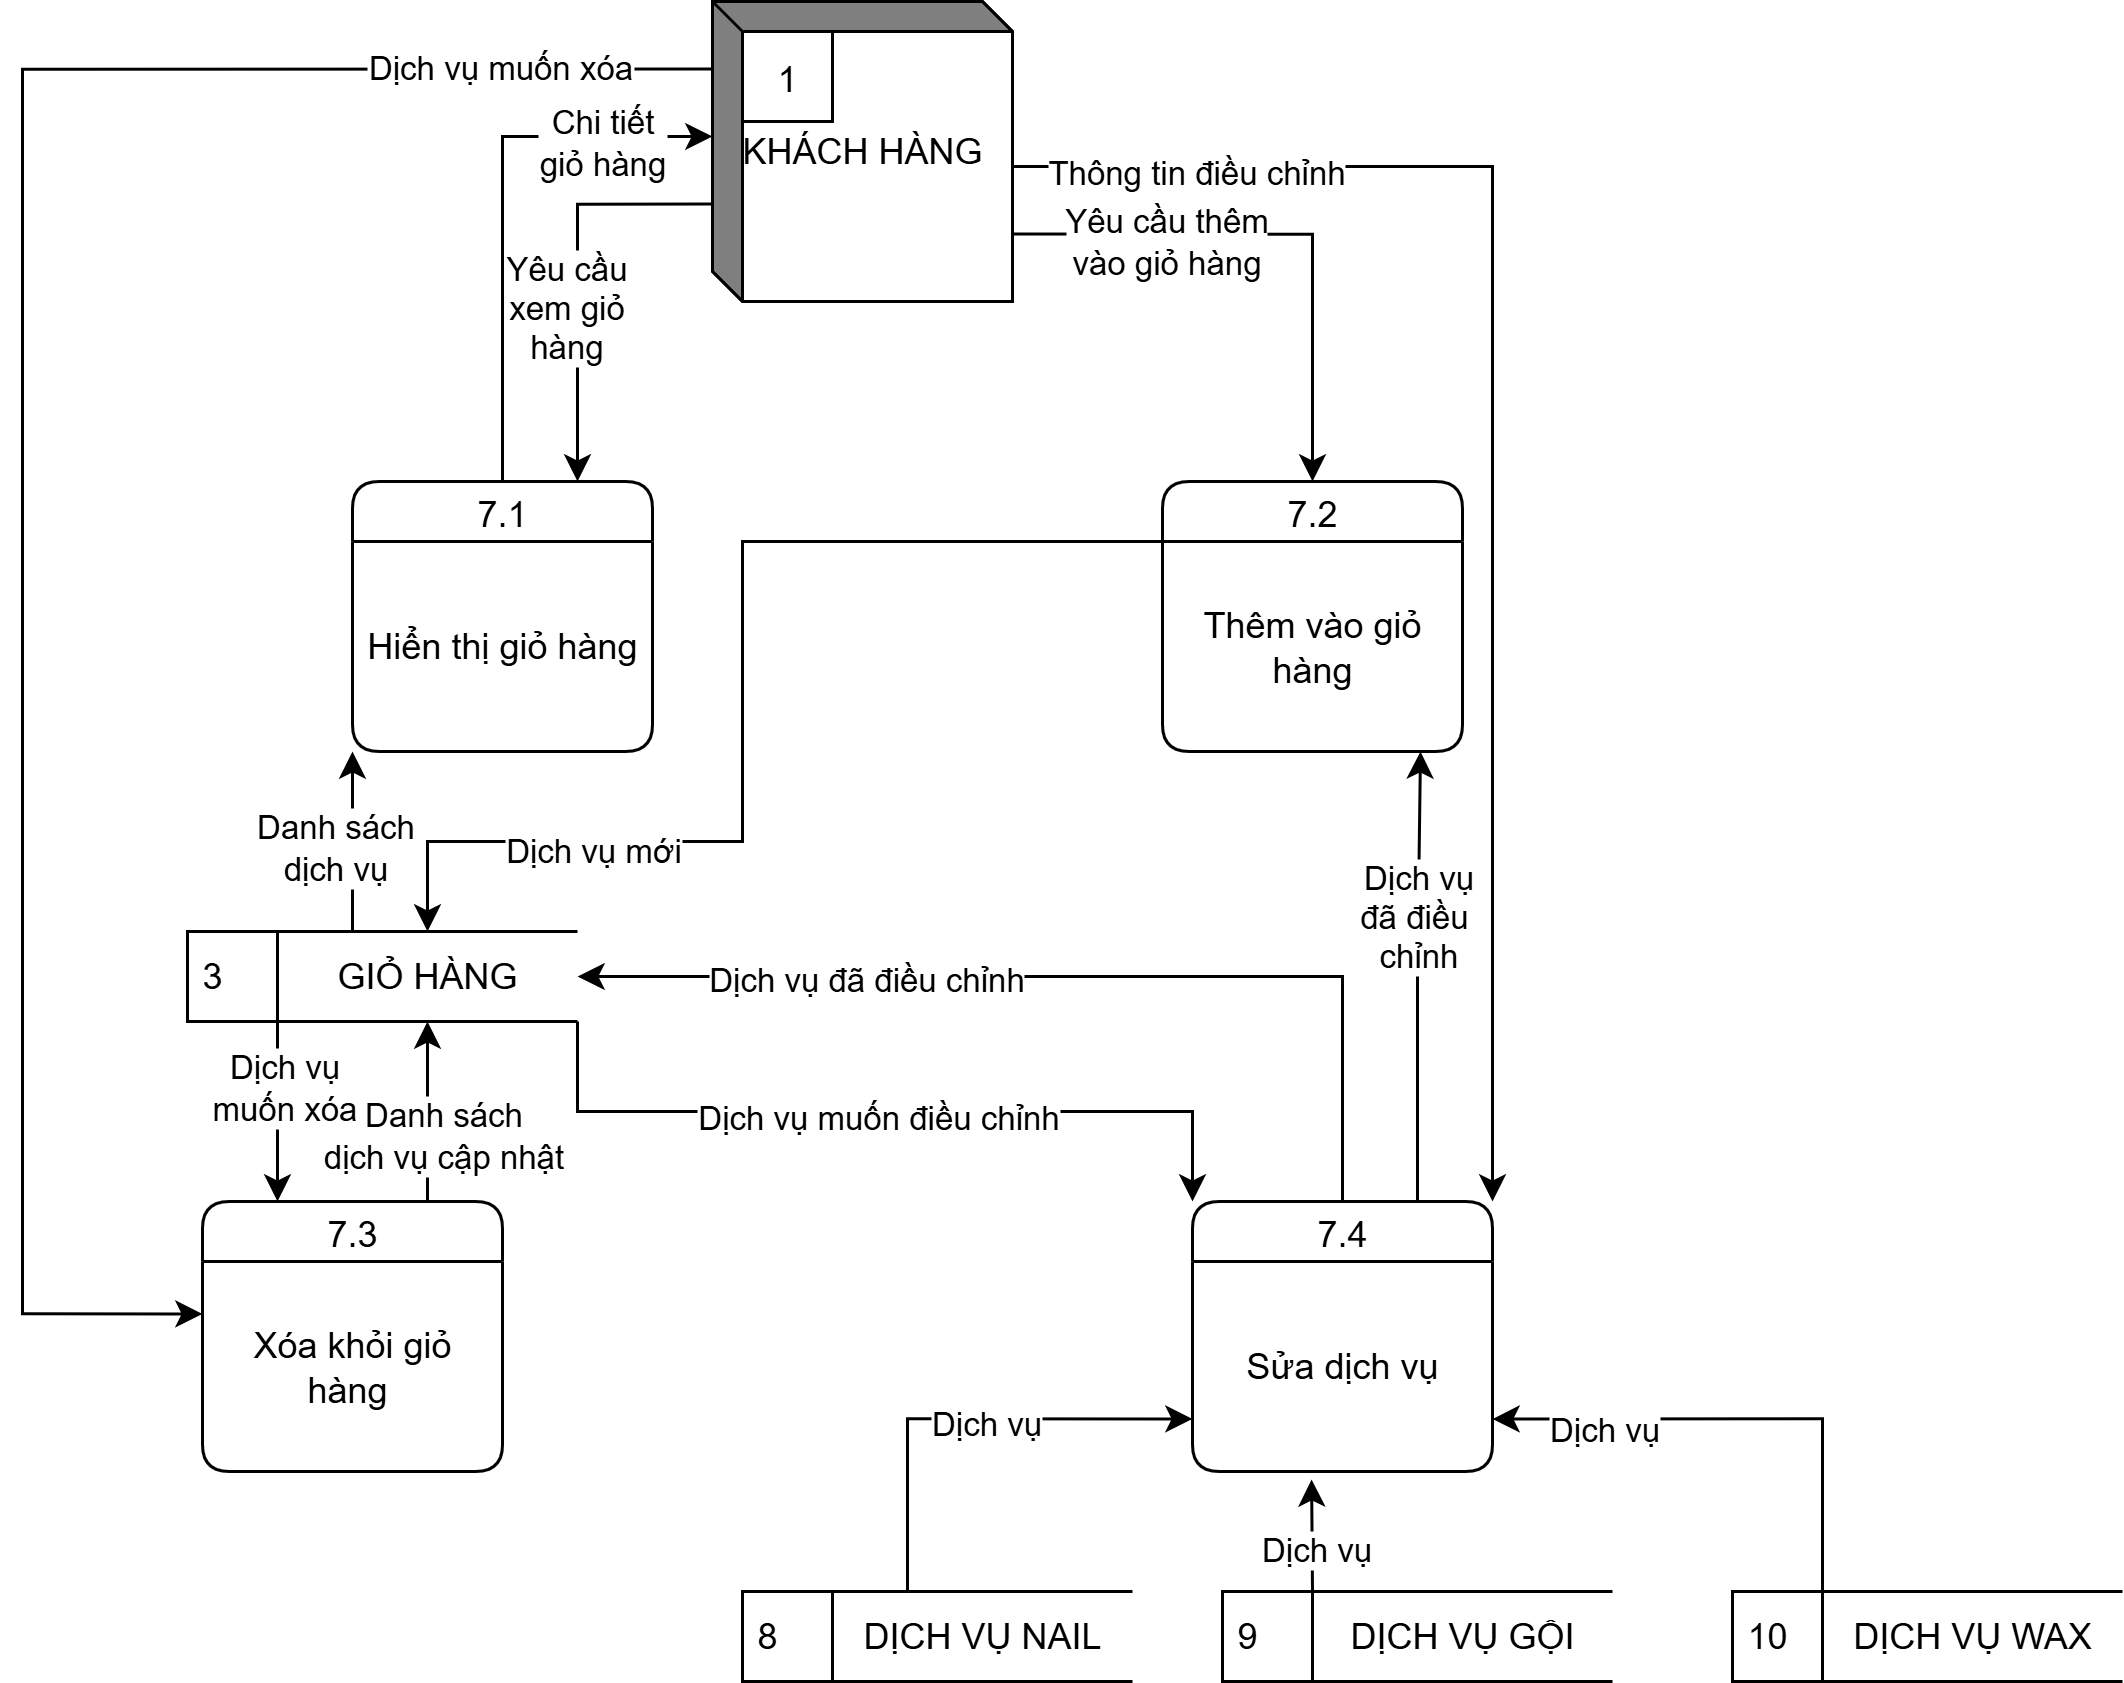 Dịch vụ muốn xóa
1
Chi tiết
giỏ hàng
KHÁCH HÀNG
Thông tin điều chỉnh
Yêu cầu thêm
vào giỏ hàng
Yêu cầu
xem giỏ
hàng
7.1
Hiển thị giỏ hàng
7.2
Thêm vào giỏ
hàng
Danh sách
dịch vụ
Dịch vụ mới
Dịch vụ
đã điều
chỉnh
3
GIỎ HÀNG
Dịch vụ đã điều chỉnh
Dịch vụ
muốn xóa
Danh sách
dịch vụ cập nhật
Dịch vụ muốn điều chỉnh
7.3
Xóa khỏi giỏ
hàng
7.4
Sửa dịch vụ
Dịch vụ
Dịch vụ
Dịch vụ
8
DỊCH VỤ NAIL
9
DỊCH VỤ GỘI
10
DỊCH VỤ WAX